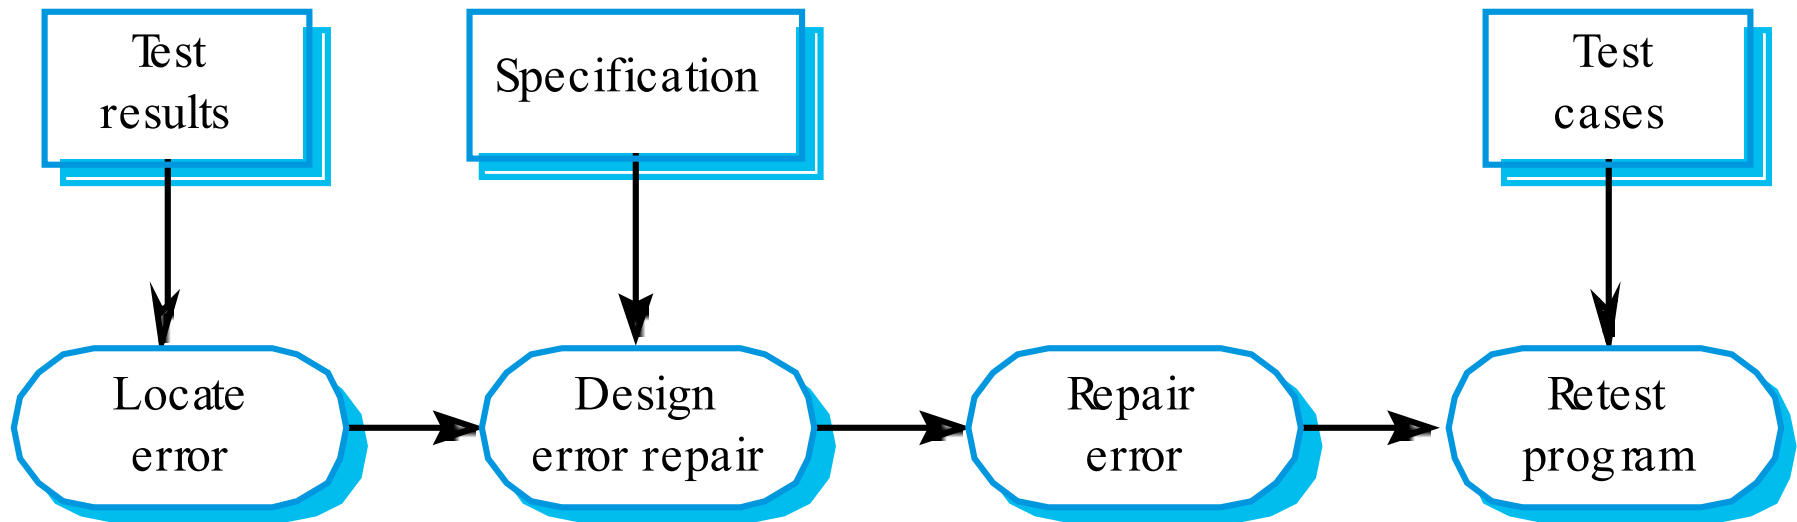 Test
results
Specification
Test
cases
Locate
error
Design
error repair
Repair
error
Retest
program